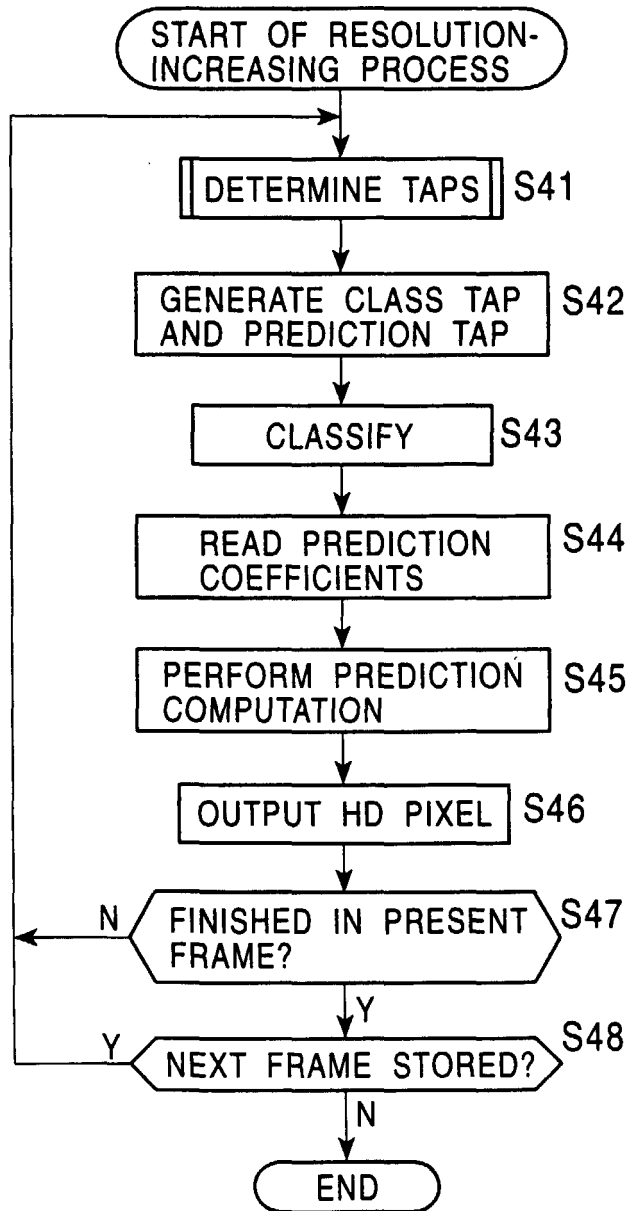 START OF RESOLUTION-
INCREASING PROCESS
DETERMINE TAPS S41
GENERATE CLASS TAP
AND PREDICTION TAP
S42
CLASSIFY S43
READ PREDICTION
COEFFICIENTS
S44
PERFORM PREDICTION
COMPUTATION
S45
OUTPUT HD PIXEL S46
N
FINISHED IN PRESENT
FRAME?
S47
Y
Y
NEXT FRAME STORED?
S48
N
END